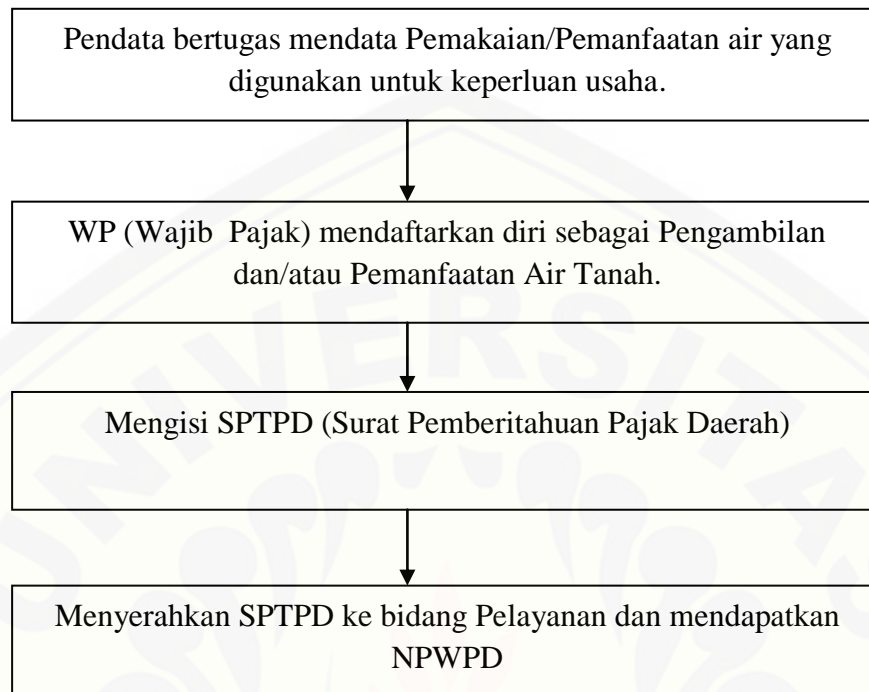 Pendata bertugas mendata Pemakaian/Pemanfaatan air yang
digunakan untuk keperluan usaha.
WP (Wajib Pajak) mendaftarkan diri sebagai Pengambilan
dan/atau Pemanfaatan Air Tanah.
UNIVERSITAS
Mengisi SPTPD (Surat Pemberitahuan Pajak Daerah)
Menyerahkan SPTPD ke bidang Pelayanan dan mendapatkan
NPWPD